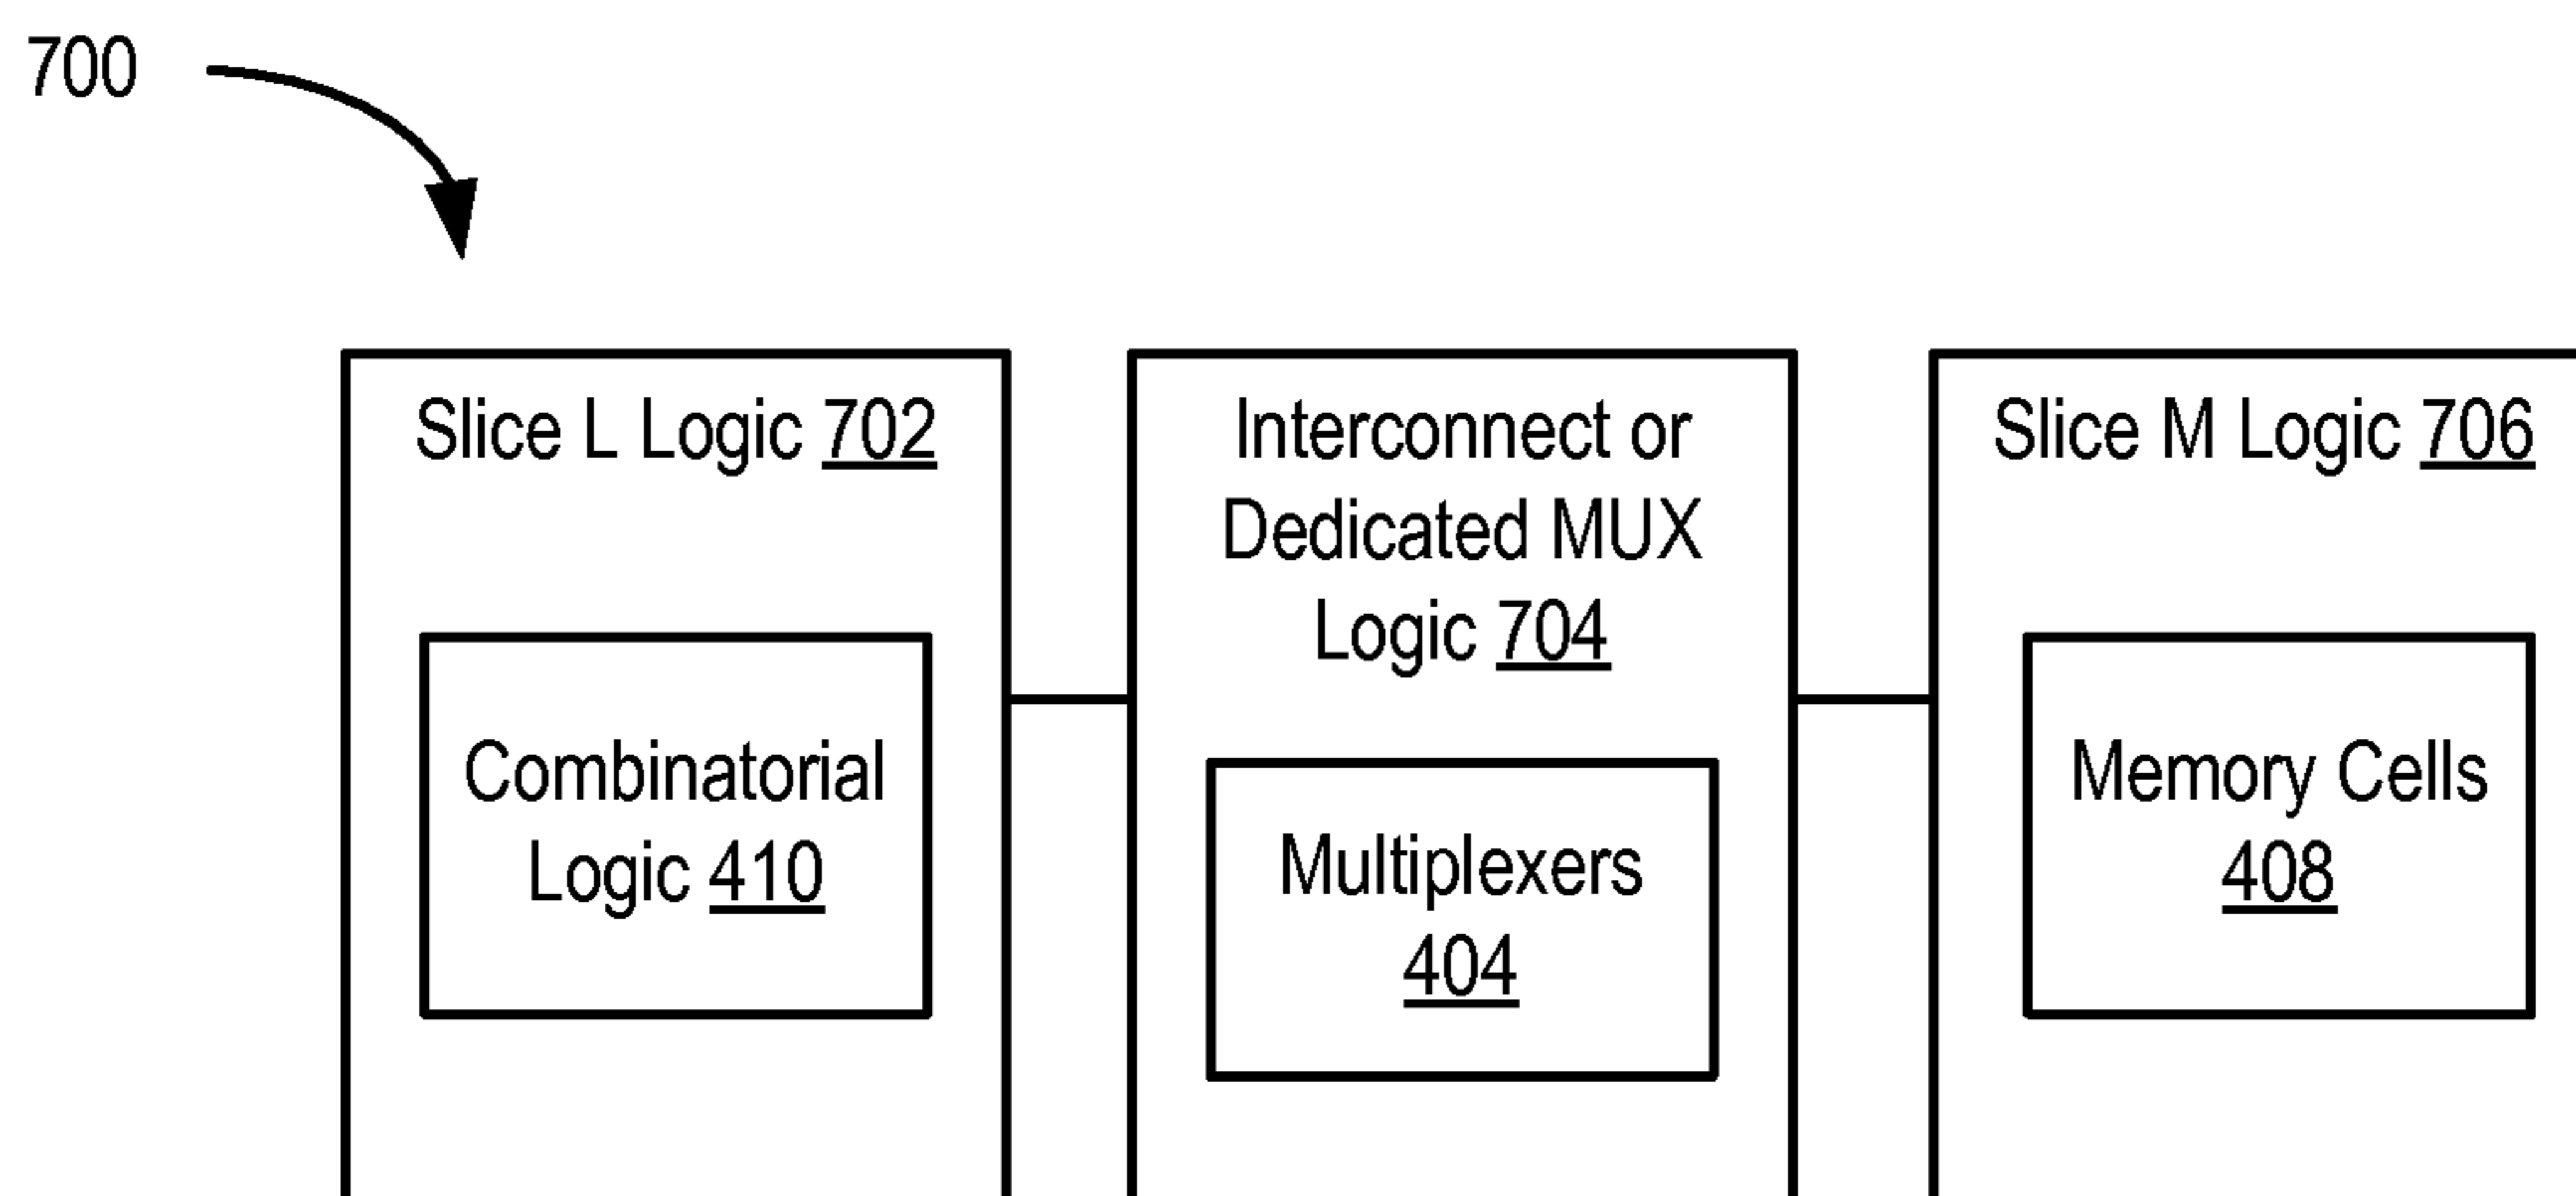 700
Slice L Logic 702
Combinatorial
Logic 410
Interconnect or
Dedicated MUX
Logic 704
Multiplexers
404
Slice M Logic 706
Memory Cells
408